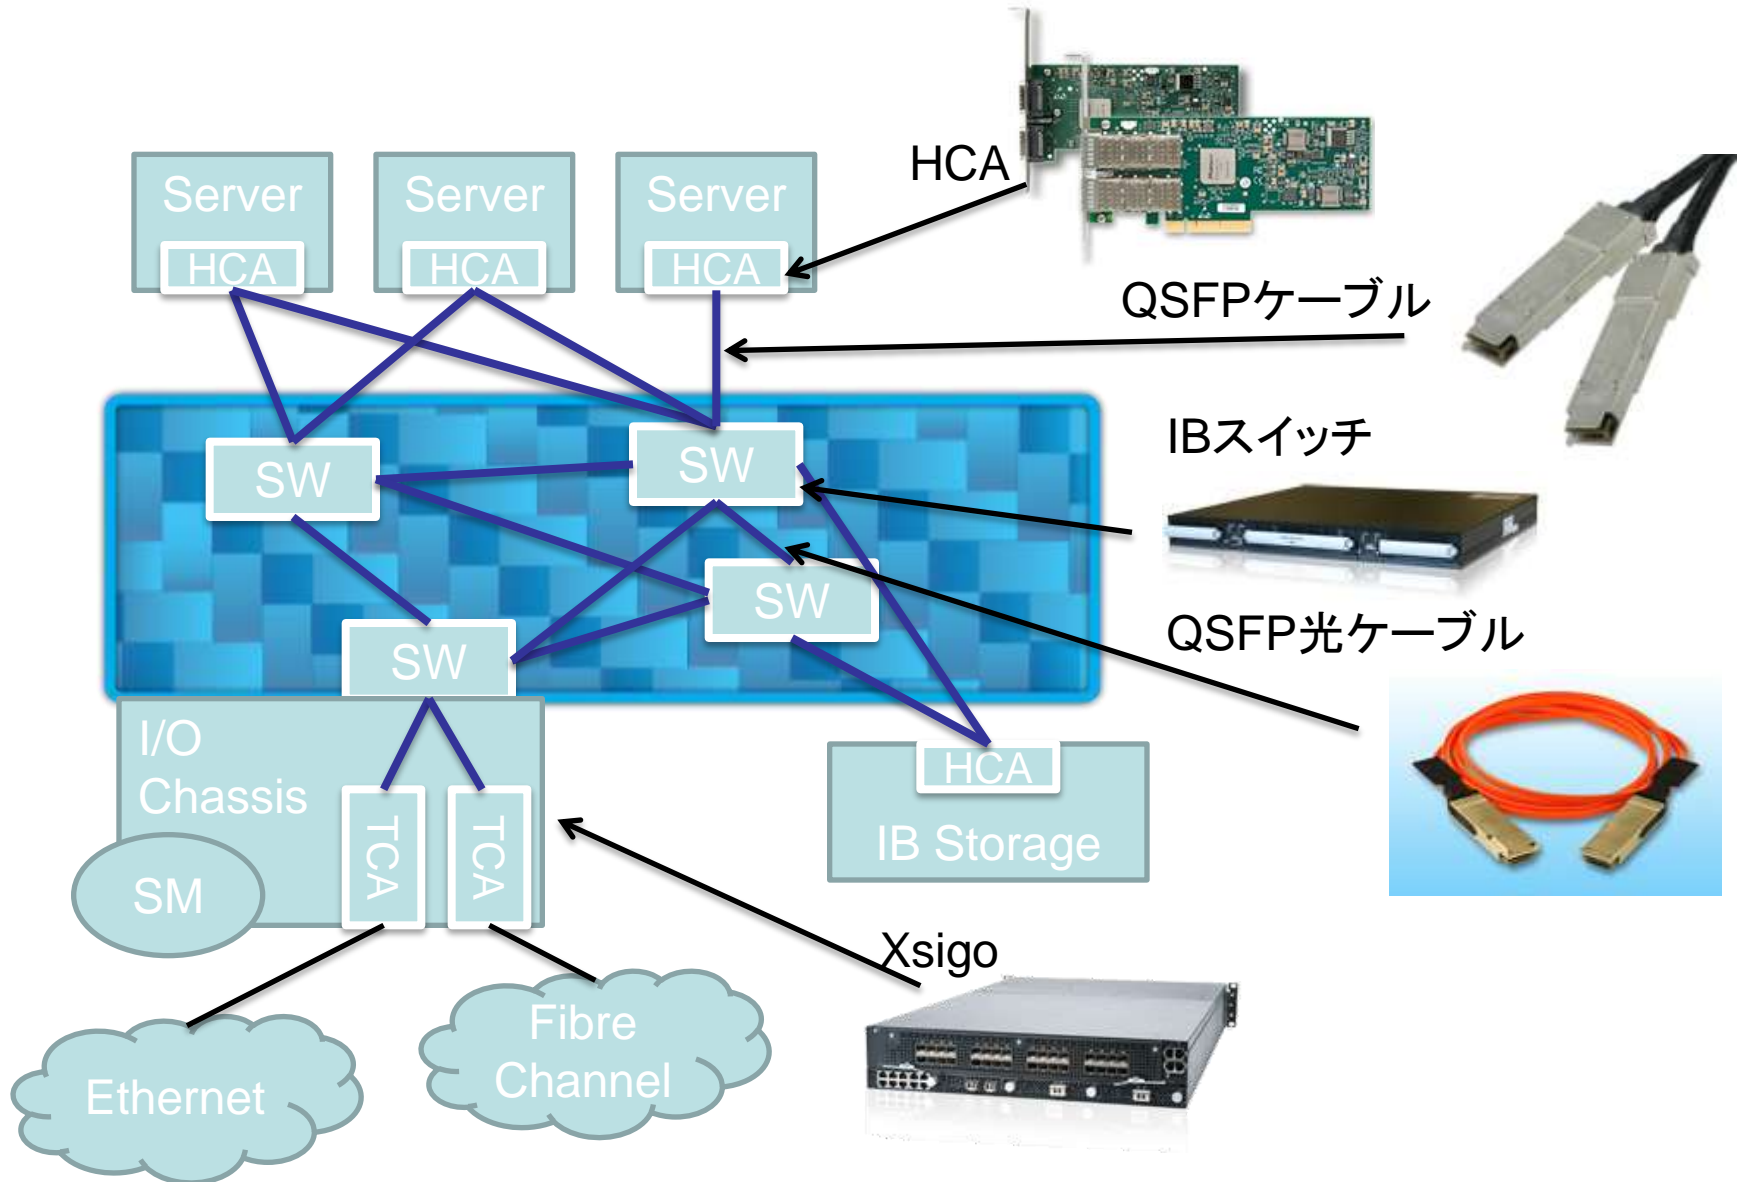 HCA
Server
Server
Server
HCA
HCA
HCA
QSFPケーブル
IBスイッチ
SW
SW
SW
SW
QSFP光ケーブル
I/O
Chassis
HCA
IB Storage
TCA
TCA
SM
Xsigo
Fibre
Channel
Ethernet